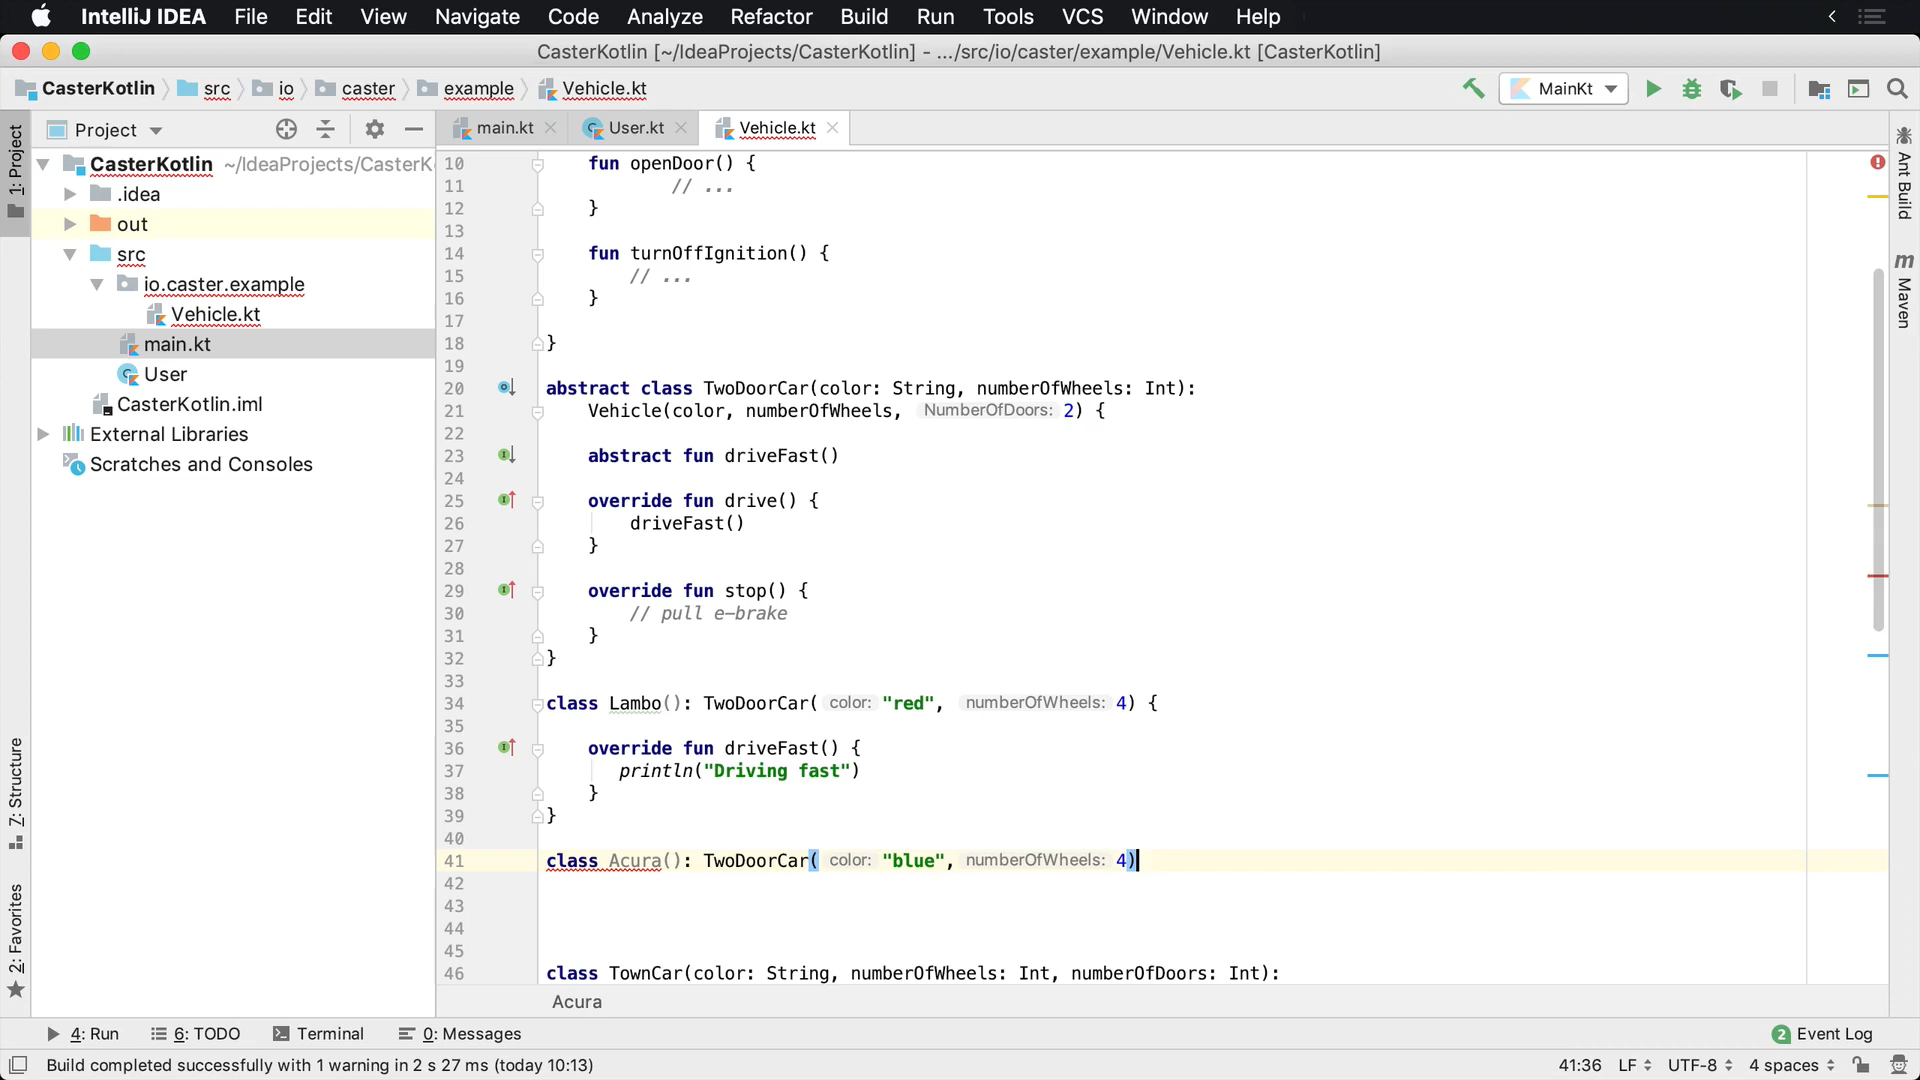 IntelliJ IDEA File Edit View Navigate Code Analyze Refactor Build Run Tools VCS Window Help
CasterKotlin [~/IdeaProjects/CasterKotlin] - .../src/io/caster/example/Vehicle.kt [CasterKotlin]
CasterKotlin src io caster example Vehicle.kt MainKt
1: Project
Project
CasterKotlin ~/IdeaProjects/CasterK
.idea
out
src
io.caster.example
Vehicle.kt
main.kt
User
CasterKotlin.iml
External Libraries
Scratches and Consoles
7: Structure
2: Favorites
main.kt User.kt Vehicle.kt
10 fun openDoor() {
11 // ...
12 }
13
14 fun turnOffIgnition() {
15 // ...
16 }
17
18 }
19
20 abstract class TwoDoorCar(color: String, numberOfWheels: Int):
21 Vehicle(color, numberOfWheels, NumberOfDoors: 2) {
22
23 abstract fun driveFast()
24
25 override fun drive() {
26 driveFast()
27 }
28
29 override fun stop() {
30 // pull e-brake
31 }
32 }
33
34 class Lambo(): TwoDoorCar( color: "red", numberOfWheels: 4) {
35
36 override fun driveFast() {
37 println("Driving fast")
38 }
39 }
40
41 class Acura(): TwoDoorCar( color: "blue", numberOfWheels: 4)
42
43
44
45
46 class TownCar(color: String, numberOfWheels: Int, numberOfDoors: Int):
Acura
Ant Build
m Maven
4: Run 6: TODO Terminal 0: Messages 2 Event Log
Build completed successfully with 1 warning in 2 s 27 ms (today 10:13) 41:36 LF UTF-8 4 spaces